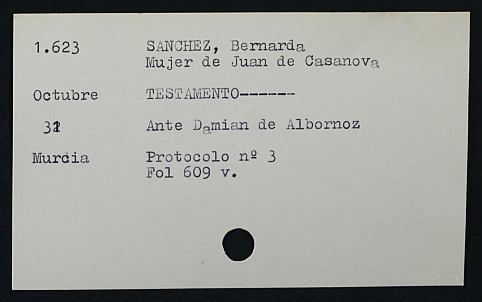 1.623 SANCHEZ, Bernarda
Mujer de Juan de Casanova
Octubre TESTAMENTO------
31 Ante Damian de Albornoz
Murcia Protocolo nº 3
Fol 609 v.